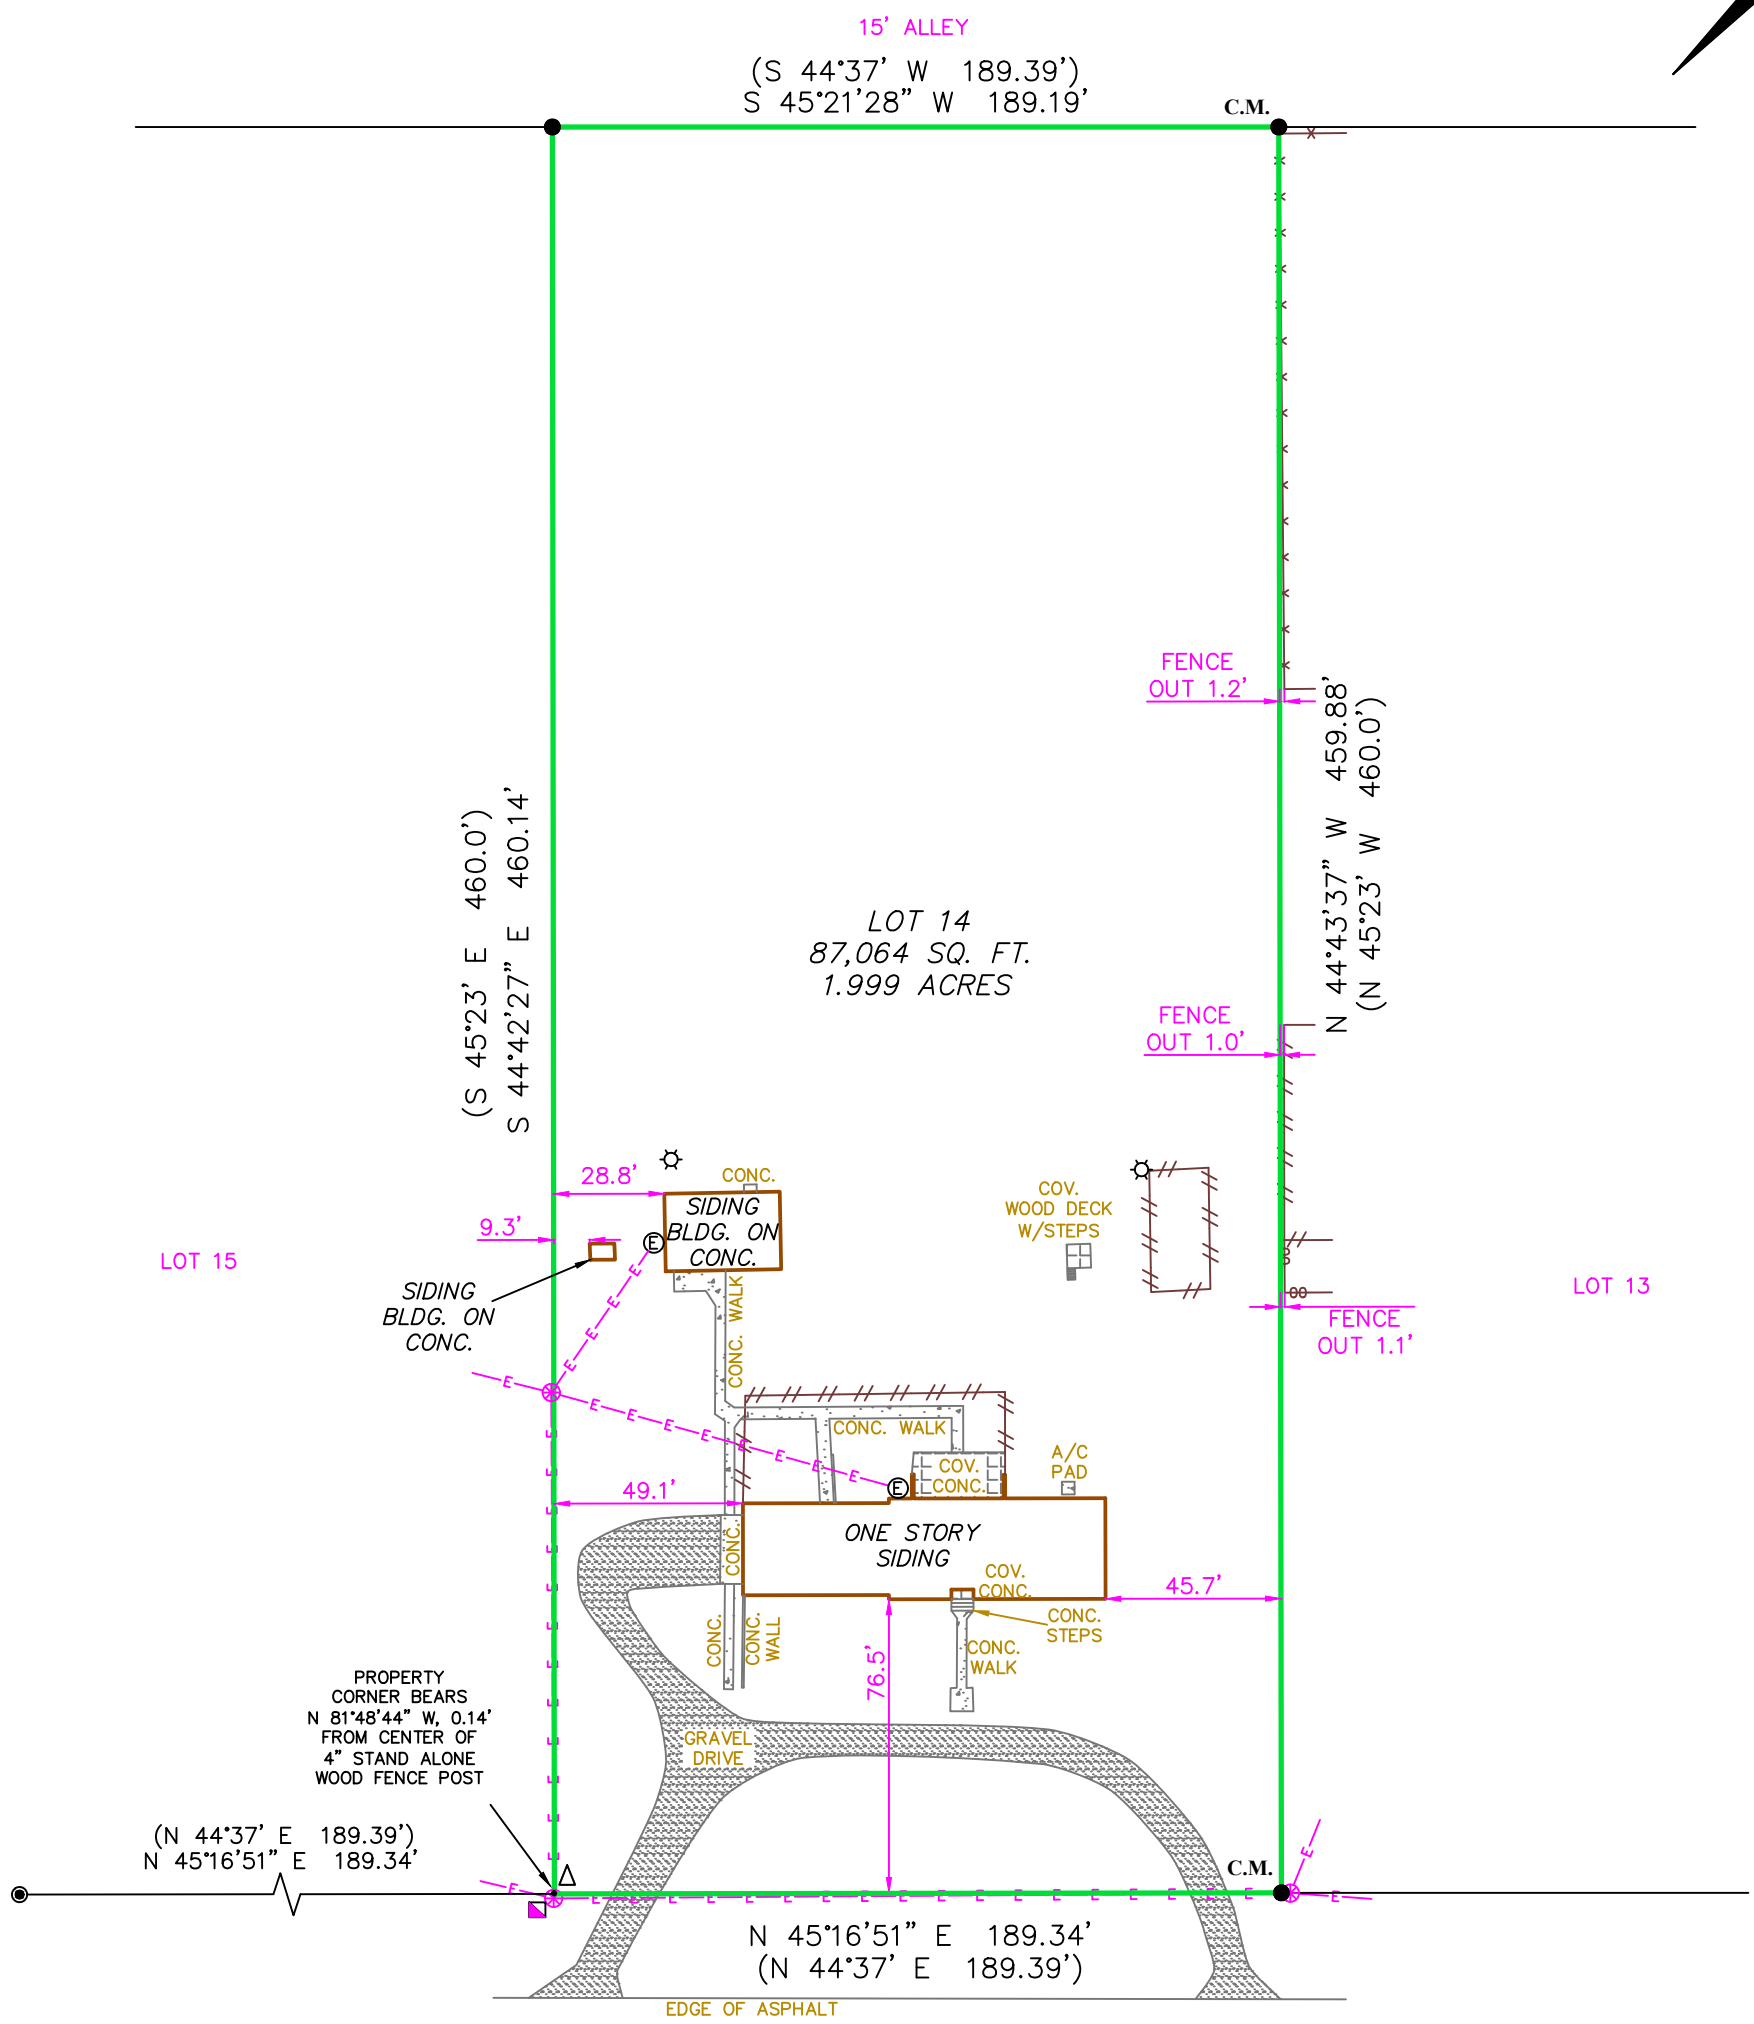 15' ALLEY
(S 44°37' W 189.39')
S 45°21'28" W 189.19'
C.M.
FENCE
OUT 1.2'
N 44°43'37" W 459.88'
(N 45°23' W 460.0')
(S 45°23' E 460.0')
S 44°42'27" E 460.14'
LOT 14
87,064 SQ. FT.
1.999 ACRES
FENCE
OUT 1.0'
28.8'
CONC.
SIDING
BLDG. ON
CONC.
COV.
WOOD DECK
W/STEPS
9.3'
E
LOT 15
LOT 13
SIDING
BLDG. ON
CONC.
CONC. WALK
FENCE
OUT 1.1'
E
E
E
E
E
E
E
E
E
E
E
E
CONC. WALK
A/C
PAD
COV.
CONC.
E
49.1'
ONE STORY
SIDING
CONC.
COV.
CONC.
45.7'
CONC.
STEPS
CONC.
CONC.
WALL
CONC.
WALK
76.5'
PROPERTY
CORNER BEARS
N 81°48'44" W, 0.14'
FROM CENTER OF
4" STAND ALONE
WOOD FENCE POST
GRAVEL
DRIVE
(N 44°37' E 189.39')
N 45°16'51" E 189.34'
C.M.
E
E
E E E E E E E E E E E E E E E E E E
E
N 45°16'51" E 189.34'
(N 44°37' E 189.39')
EDGE OF ASPHALT